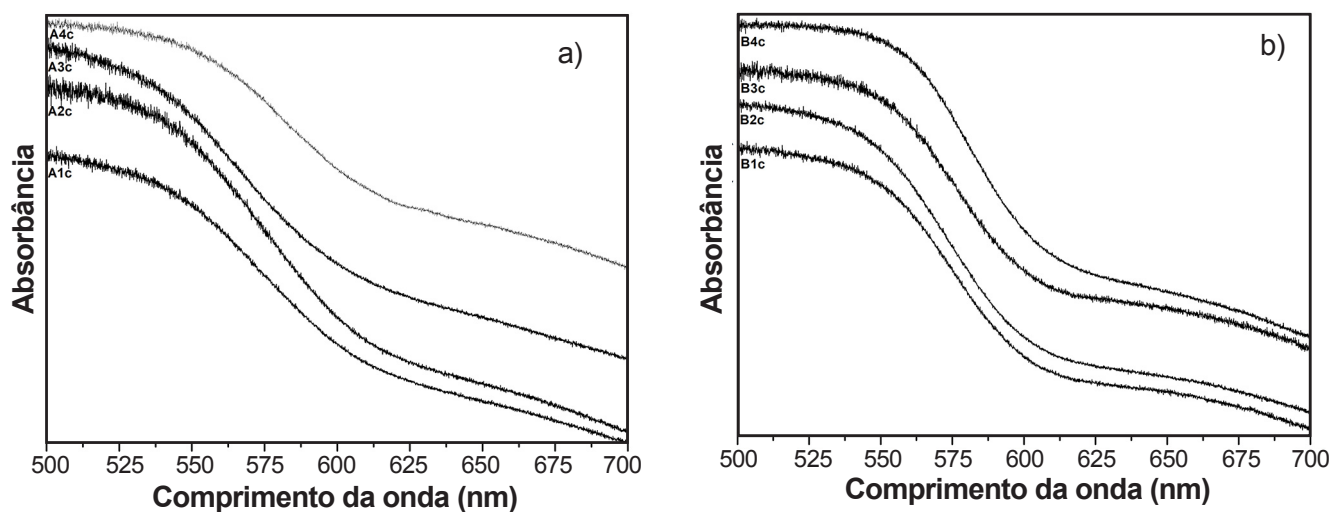 a)
A4c
A3c
A2c
A1c
Absorbância
500 525 550 575 600 625 650 675 700
Comprimento da onda (nm)
b)
B4c
B3c
B2c
B1c
Absorbância
500 525 550 575 600 625 650 675 700
Comprimento da onda (nm)